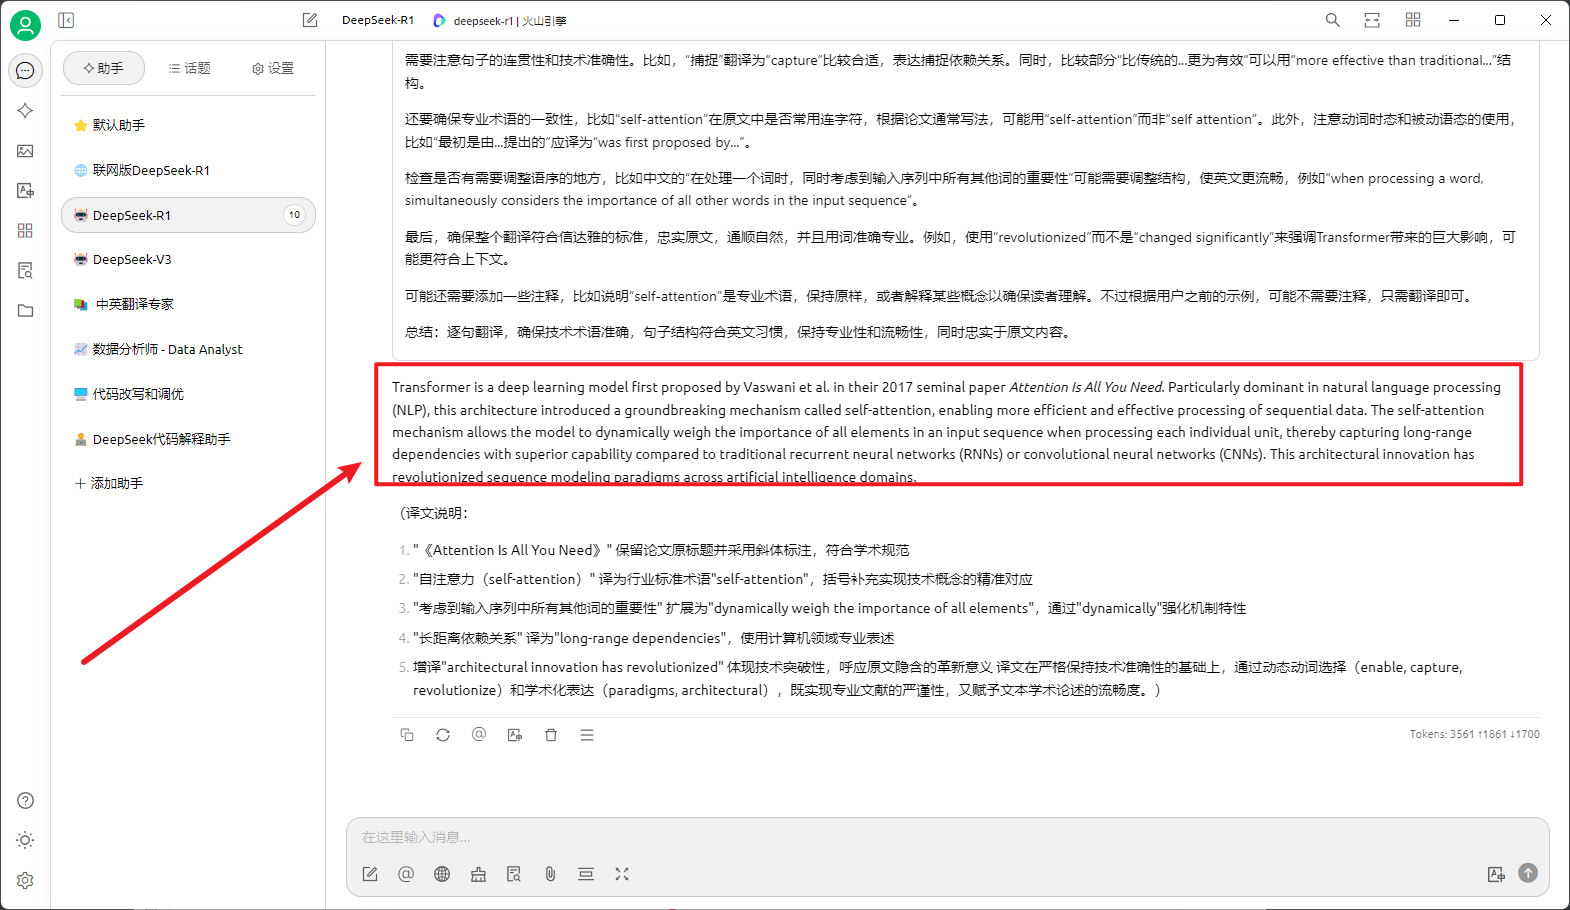 DeepSeek-R1 deepseek-r1 | 火山引擎
助手 话题 设置
⭐ 默认助手
🌐 联网版DeepSeek-R1
DeepSeek-R1 10
DeepSeek-V3
中英翻译专家
数据分析师 - Data Analyst
代码改写和调优
DeepSeek代码解释助手
+ 添加助手
需要注意句子的连贯性和技术准确性。比如，“捕捉”翻译为“capture”比较合适，表达捕捉依赖关系。同时，比较部分“比传统的...更为有效”可以用“more effective than traditional...”结
构。
还要确保专业术语的一致性，比如“self-attention”在原文中是否常用连字符，根据论文通常写法，可能用“self-attention”而非“self attention”。此外，注意动词时态和被动语态的使用，
比如“最初是由...提出的”应译为“was first proposed by...”。
检查是否有需要调整语序的地方，比如中文的“在处理一个词时，同时考虑到输入序列中所有其他词的重要性”可能需要调整结构，使英文更流畅，例如“when processing a word,
simultaneously considers the importance of all other words in the input sequence”。
最后，确保整个翻译符合信达雅的标准，忠实原文，通顺自然，并且用词准确专业。例如，使用“revolutionized”而不是“changed significantly”来强调Transformer带来的巨大影响，可
能更符合上下文。
可能还需要添加一些注释，比如说明“self-attention”是专业术语，保持原样，或者解释某些概念以确保读者理解。不过根据用户之前的示例，可能不需要注释，只需翻译即可。
总结：逐句翻译，确保技术术语准确，句子结构符合英文习惯，保持专业性和流畅性，同时忠实于原文内容。
Transformer is a deep learning model first proposed by Vaswani et al. in their 2017 seminal paper Attention Is All You Need. Particularly dominant in natural language processing
(NLP), this architecture introduced a groundbreaking mechanism called self-attention, enabling more efficient and effective processing of sequential data. The self-attention
mechanism allows the model to dynamically weigh the importance of all elements in an input sequence when processing each individual unit, thereby capturing long-range
dependencies with superior capability compared to traditional recurrent neural networks (RNNs) or convolutional neural networks (CNNs). This architectural innovation has
revolutionized sequence modeling paradigms across artificial intelligence domains.
（译文说明：
1. "《Attention Is All You Need》" 保留论文原标题并采用斜体标注，符合学术规范
2. "自注意力（self-attention）" 译为行业标准术语"self-attention"，括号补充实现技术概念的精准对应
3. "考虑到输入序列中所有其他词的重要性" 扩展为"dynamically weigh the importance of all elements"，通过"dynamically"强化机制特性
4. "长距离依赖关系" 译为"long-range dependencies"，使用计算机领域专业表述
5. 增译"architectural innovation has revolutionized" 体现技术突破性，呼应原文隐含的革新意义 译文在严格保持技术准确性的基础上，通过动态动词选择（enable, capture,
revolutionize）和学术化表达（paradigms, architectural），既实现专业文献的严谨性，又赋予文本学术论述的流畅度。）
Tokens: 3561 ↑1861 ↓1700
在这里输入消息...